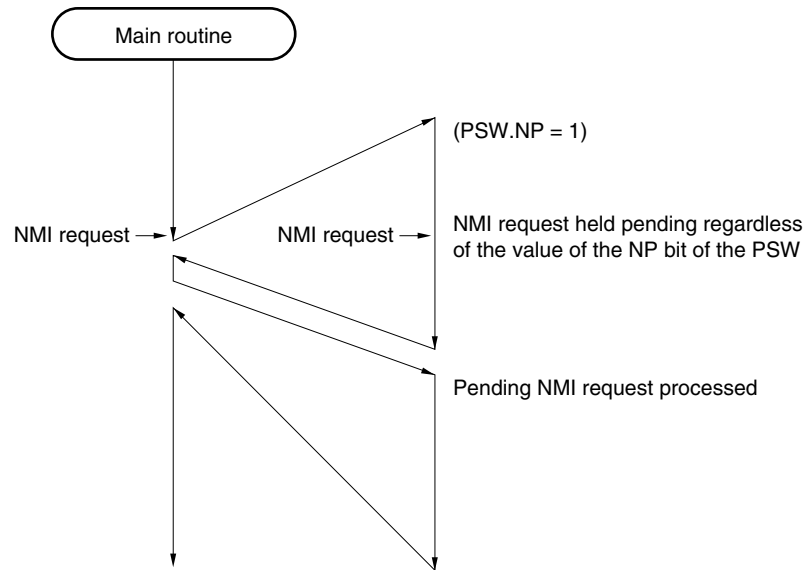 Main routine
(PSW.NP = 1)
NMI request
NMI request
NMI request held pending regardless
of the value of the NP bit of the PSW
Pending NMI request processed